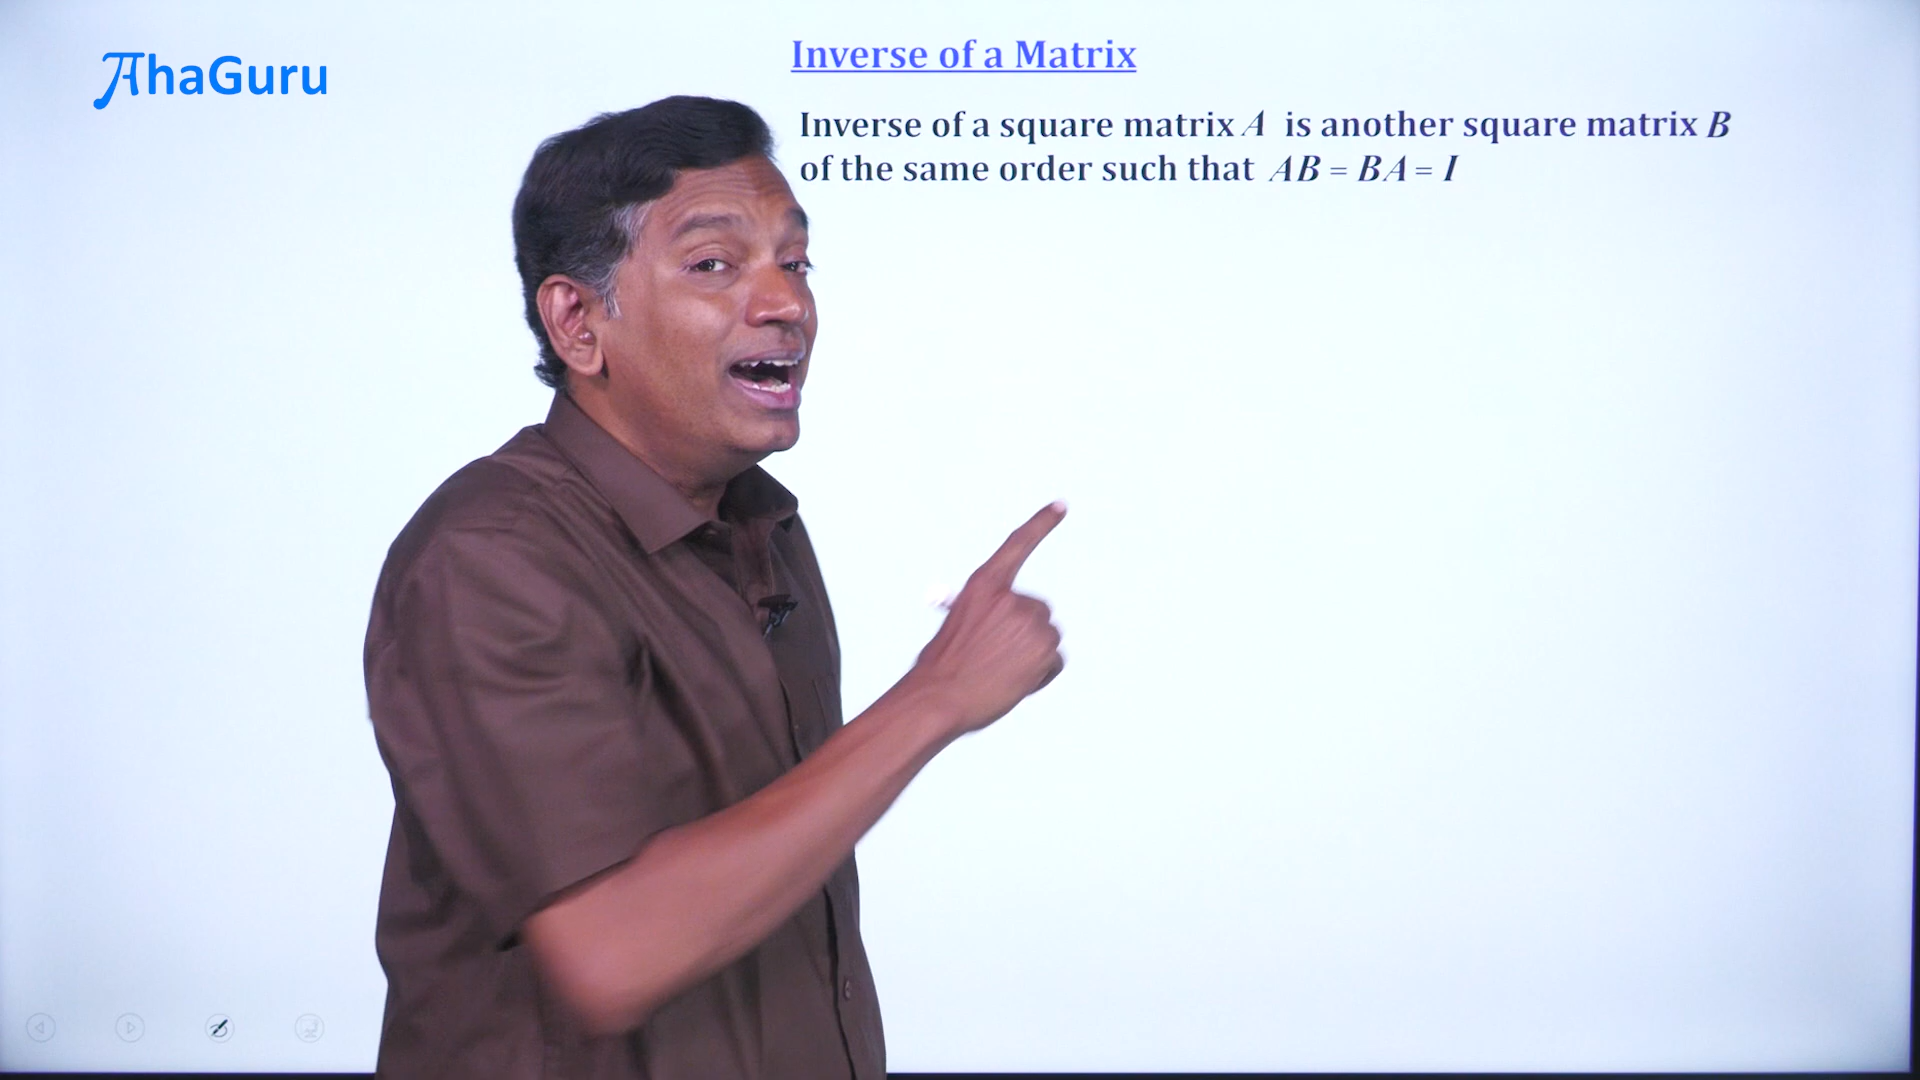 AhaGuru
Inverse of a Matrix
Inverse of a square matrix A is another square matrix B
of the same order such that AB = BA = I